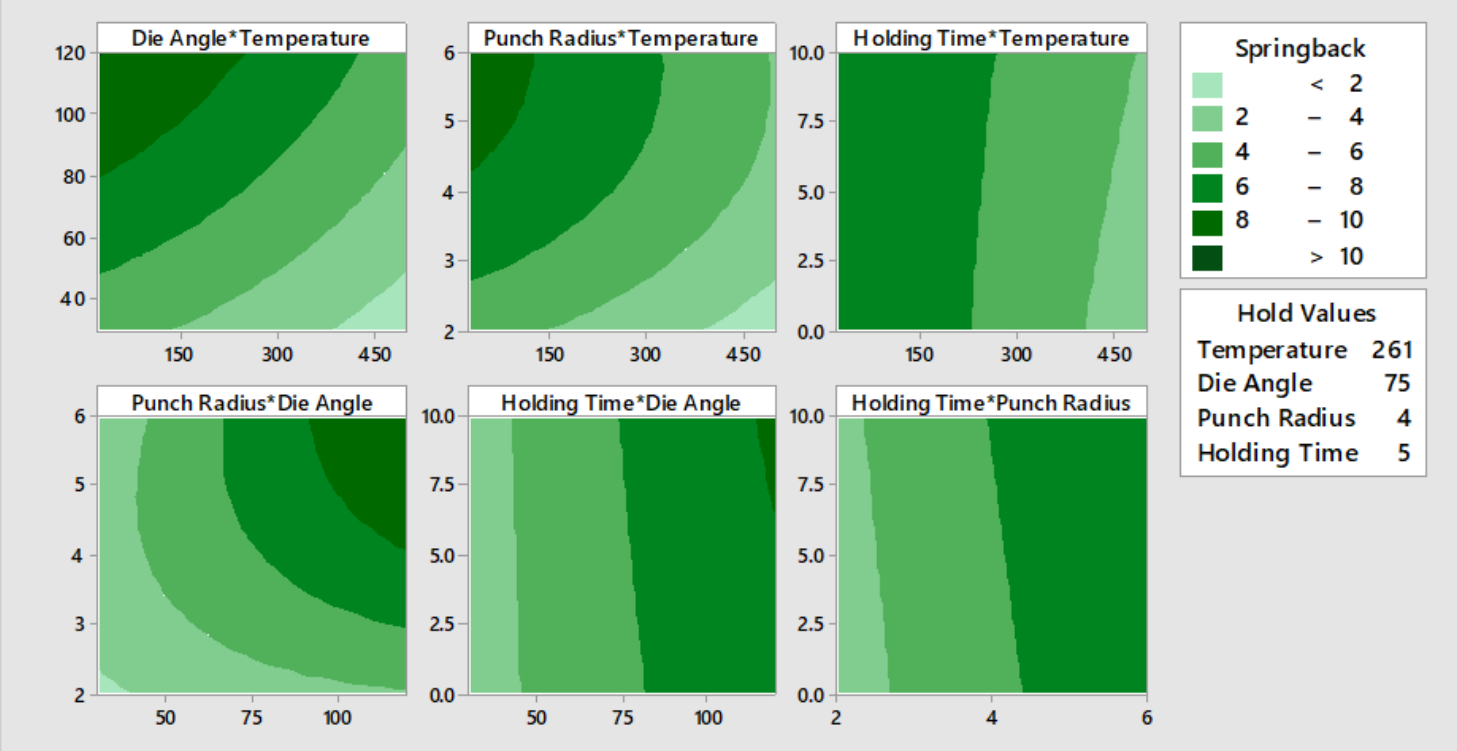 Die Angle*Temperature
120
100
80
60
40
150 300 450
Punch Radius*Temperature
6
5
4
3
2
150 300 450
Holding Time*Temperature
10.0
7.5
5.0
2.5
0.0
150 300 450
Punch Radius*Die Angle
6
5
4
3
2
50 75 100
Holding Time*Die Angle
10.0
7.5
5.0
2.5
0.0
50 75 100
Holding Time*Punch Radius
10.0
7.5
5.0
2.5
0.0
2 4 6
Springback
< 2
2 – 4
4 – 6
6 – 8
8 – 10
> 10
Hold Values
Temperature 261
Die Angle 75
Punch Radius 4
Holding Time 5